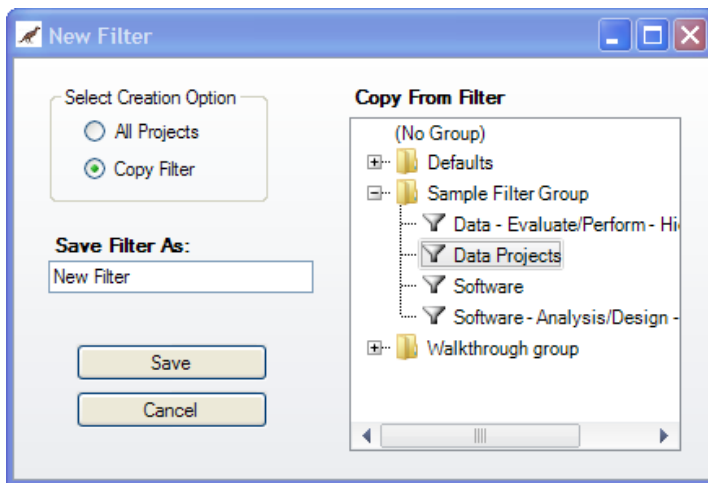 New Filter
Select Creation Option
All Projects
Copy Filter
Save Filter As:
New Filter
Save
Cancel
Copy From Filter
(No Group)
Defaults
Sample Filter Group
Data - Evaluate/Perform - Hi
Data Projects
Software
Software - Analysis/Design -
Walkthrough group